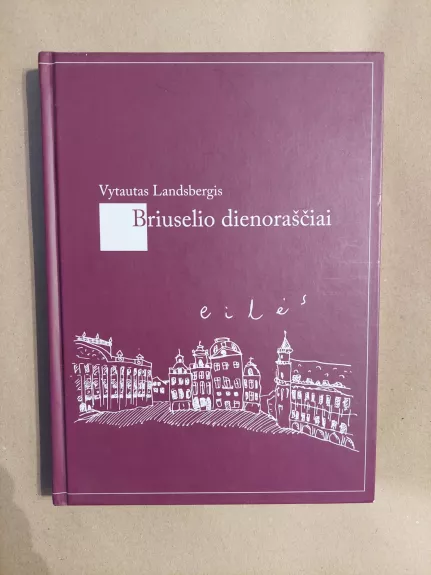 Vytautas Landsbergis
Briuselio dienoraščiai
eilės